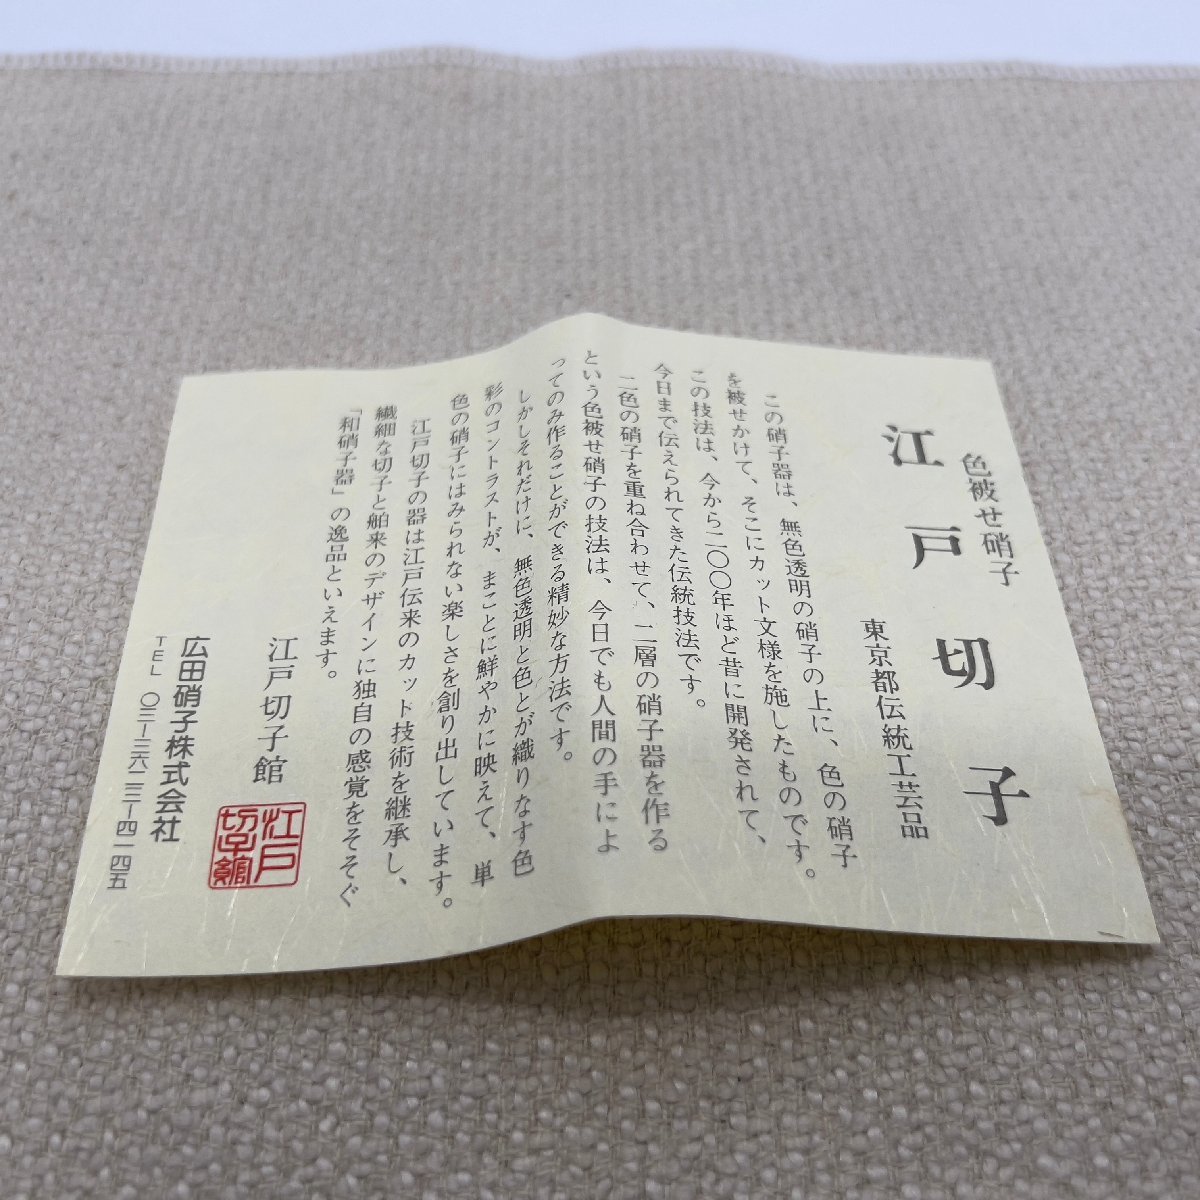 色被せ硝子
江戸切子
東京都伝統工芸品
この硝子器は、無色透明の硝子の上に、色の硝子
を被せかけて、そこにカット文様を施したものです。
この技法は、今から二〇〇年ほど昔に開発されて、
今日まで伝えられてきた伝統技法です。
二色の硝子を重ね合わせて、二層の硝子器を作る
という色被せ硝子の技法は、今日でも人間の手によ
ってのみ作ることができる精妙な方法です。
しかしそれだけに、無色透明と色とが織りなす色
彩のコントラストが、まことに鮮やかに映えて、単
色の硝子にはみられない楽しさを創り出しています。
江戸切子の器は江戸伝来のカット技術を継承し、
繊細な切子と舶来のデザインに独自の感覚をそそぐ
「和硝子器」の逸品といえます。
江戸切子館
江戸
切子館
広田硝子株式会社
TEL 〇三-三六二三-四一四五